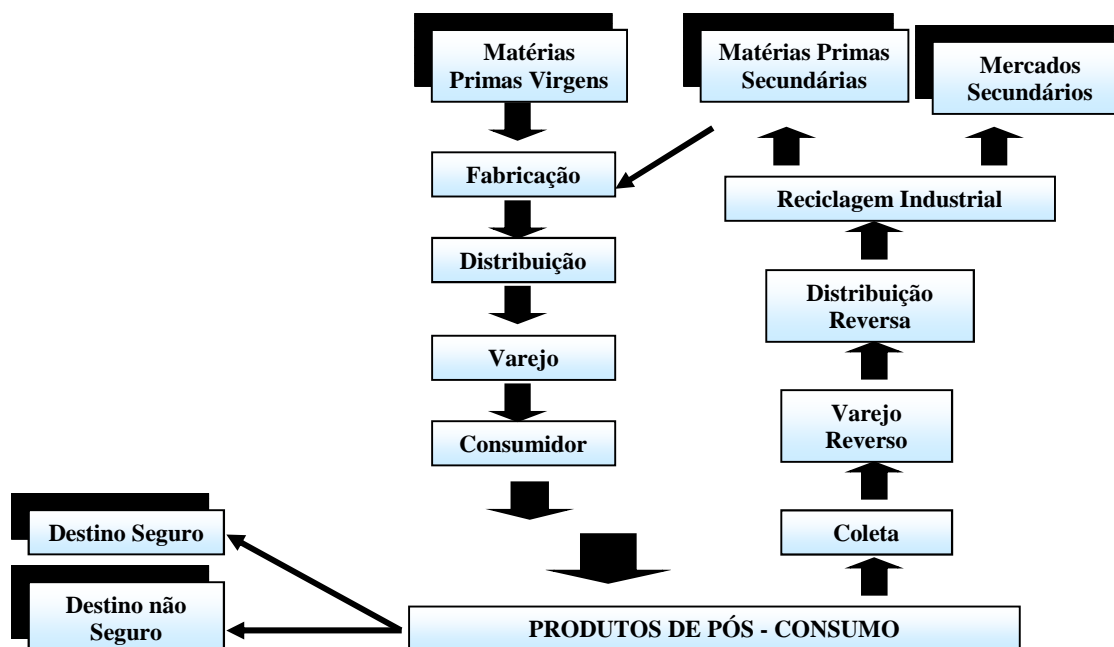 Matérias
Primas Virgens
Matérias Primas
Secundárias
Mercados
Secundários
Fabricação
Reciclagem Industrial
Distribuição
Distribuição
Reversa
Varejo
Varejo
Reverso
Consumidor
Destino Seguro
Coleta
Destino não
Seguro
PRODUTOS DE PÓS - CONSUMO